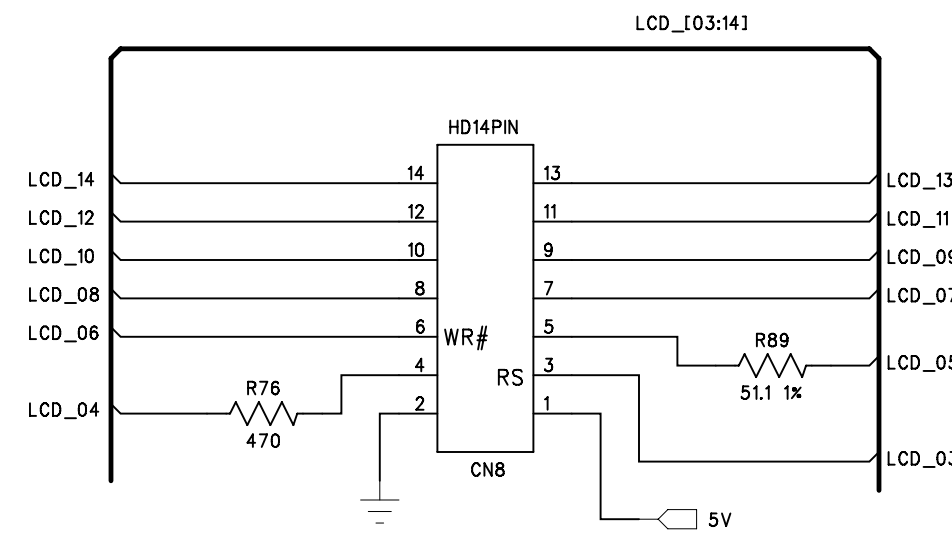 LCD_[03:14]
HD14PIN
LCD_14 14 13 LCD_13
LCD_12 12 11 LCD_11
LCD_10 10 9 LCD_09
LCD_08 8 7 LCD_07
LCD_06 6 WR# 5
R89
LCD_05
51.1 1%
4 RS 3
R76
LCD_04 2 1
470
LCD_03
CN8
5V